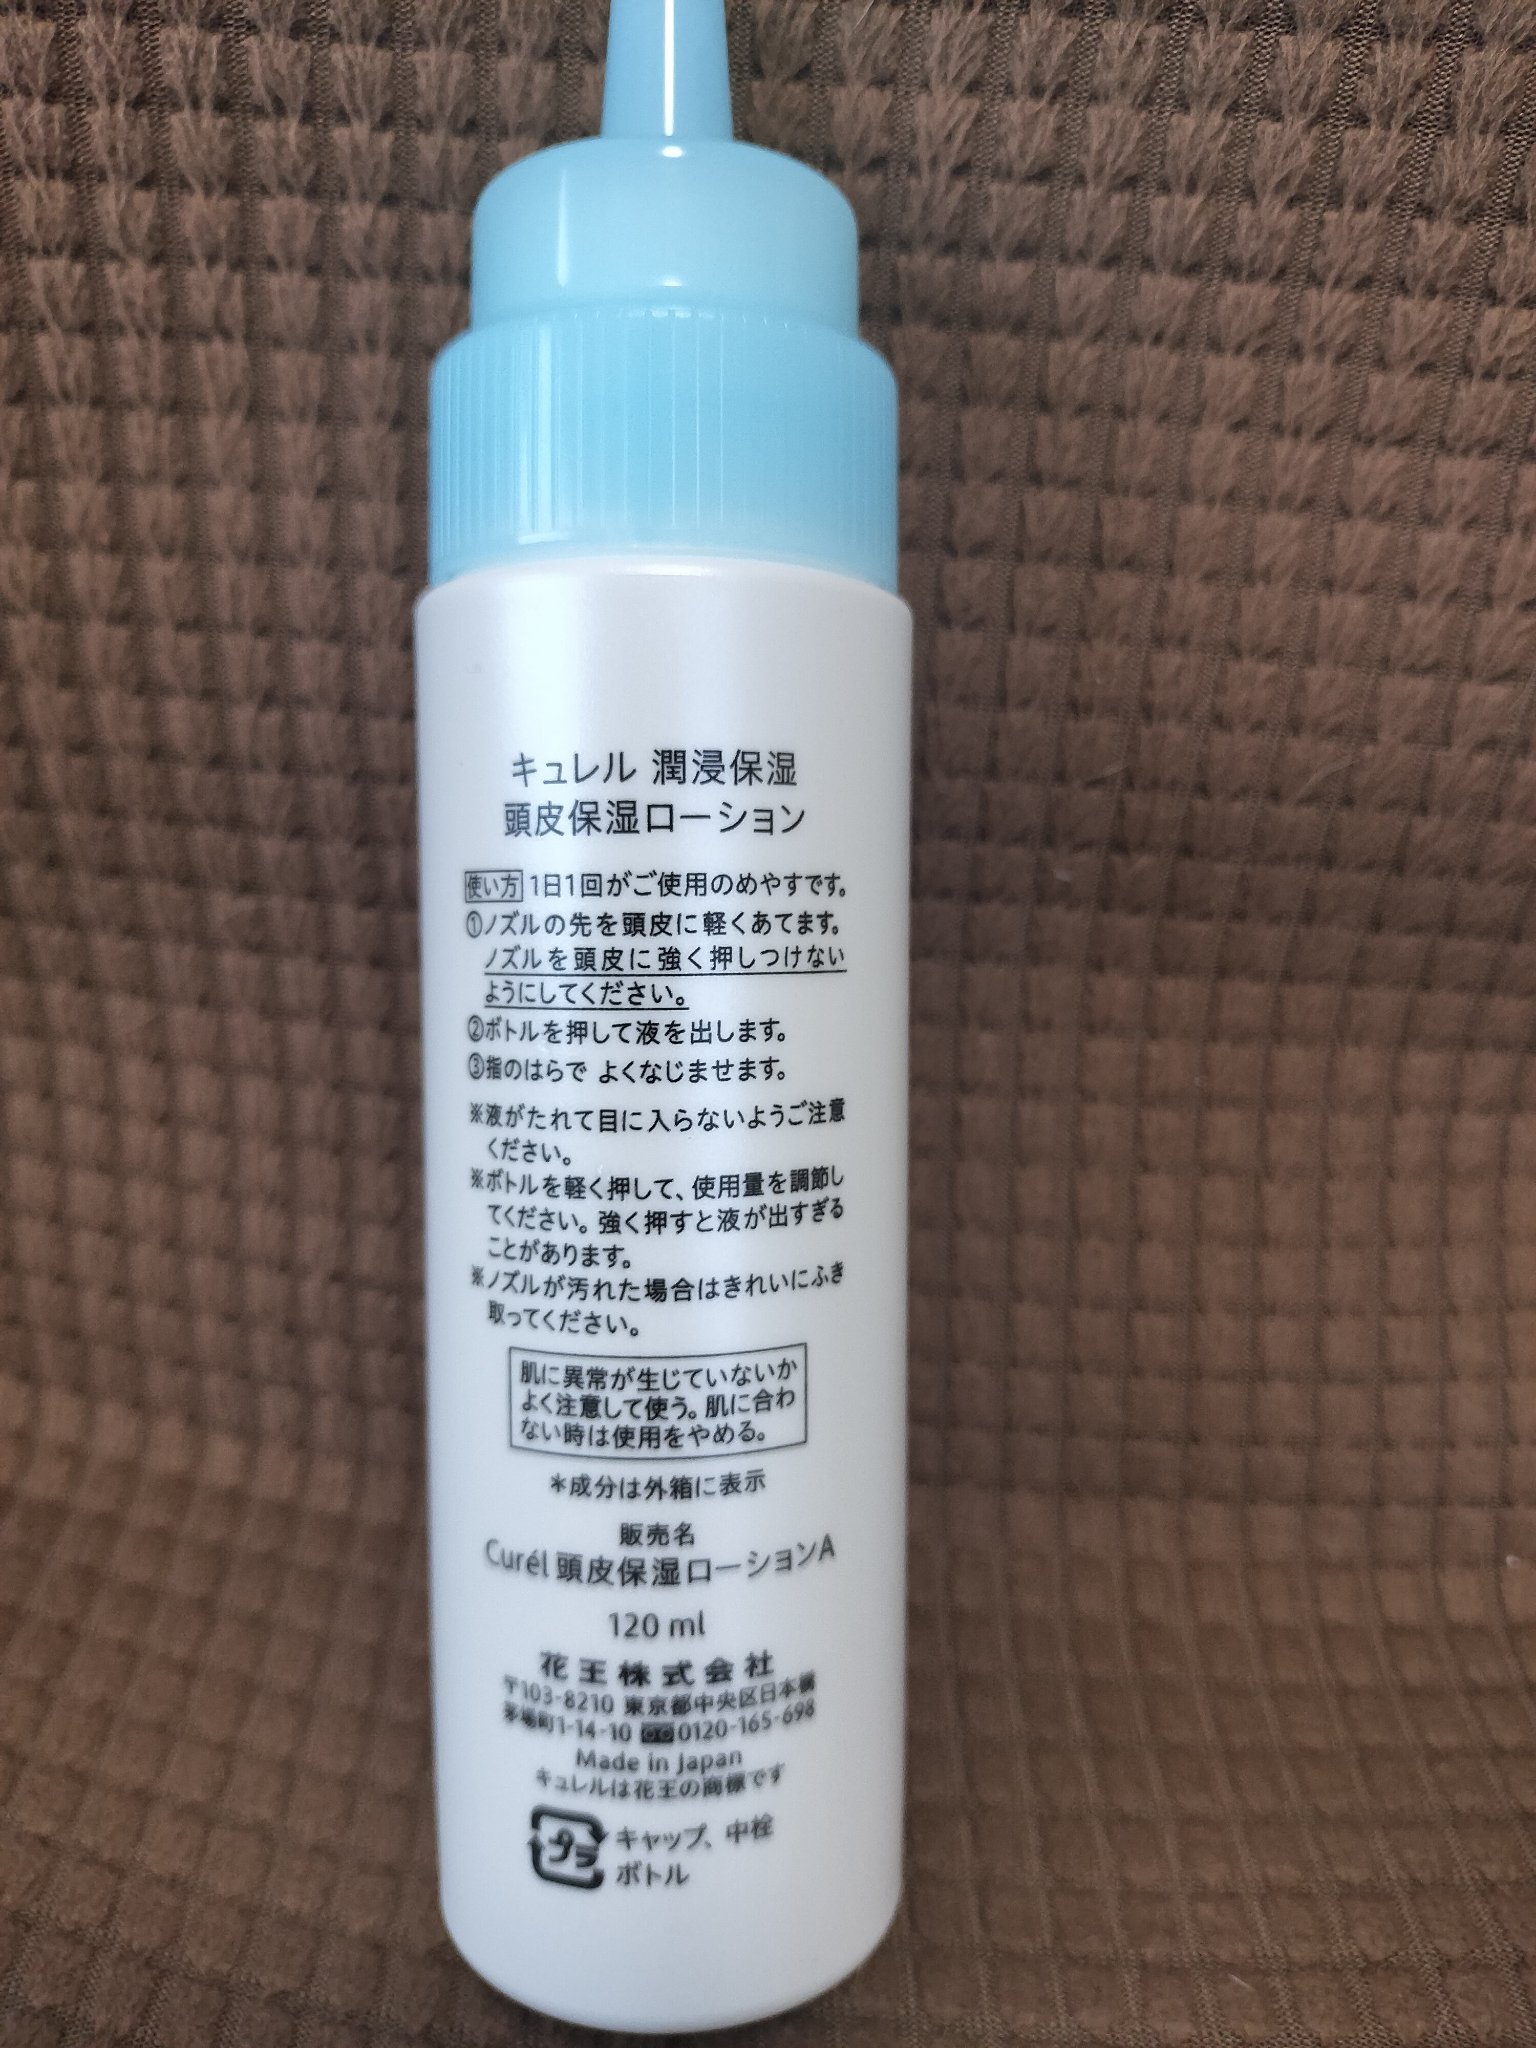 キュレル 潤浸保湿
頭皮保湿ローション
使い方 1日1回がご使用のめやすです。
①ノズルの先を頭皮に軽くあてます。
ノズルを頭皮に強く押しつけない
ようにしてください。
②ボトルを押して液を出します。
③指のはらで よくなじませます。
※液がたれて目に入らないようご注意
ください。
※ボトルを軽く押して、使用量を調節し
てください。強く押すと液が出すぎる
ことがあります。
※ノズルが汚れた場合はきれいにふき
取ってください。
肌に異常が生じていないか
よく注意して使う。肌に合わ
ない時は使用をやめる。
*成分は外箱に表示
販売名
Curél 頭皮保湿ローションA
120 ml
花王株式会社
〒103-8210 東京都中央区日本橋
茅場町1-14-10 0120-165-698
Made in Japan
キュレルは花王の商標です
プラ キャップ、中栓
ボトル